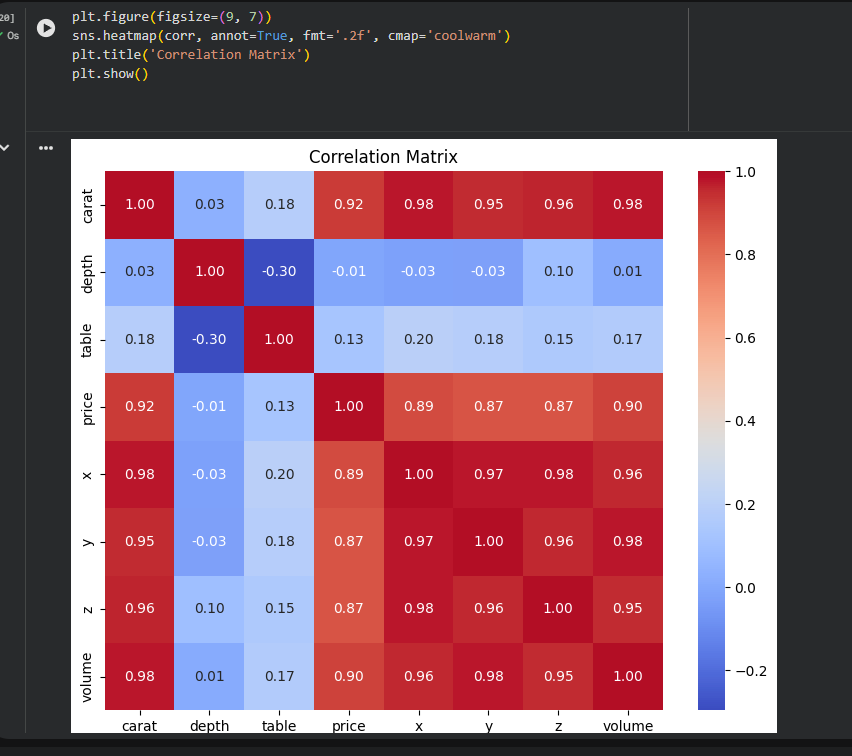 20]
0s
plt.figure(figsize=(9, 7))
sns.heatmap(corr, annot=True, fmt='.2f', cmap='coolwarm')
plt.title('Correlation Matrix')
plt.show()
Correlation Matrix
carat 1.00 0.03 0.18 0.92 0.98 0.95 0.96 0.98
depth 0.03 1.00 -0.30 -0.01 -0.03 -0.03 0.10 0.01
table 0.18 -0.30 1.00 0.13 0.20 0.18 0.15 0.17
price 0.92 -0.01 0.13 1.00 0.89 0.87 0.87 0.90
x 0.98 -0.03 0.20 0.89 1.00 0.97 0.98 0.96
y 0.95 -0.03 0.18 0.87 0.97 1.00 0.96 0.98
z 0.96 0.10 0.15 0.87 0.98 0.96 1.00 0.95
volume 0.98 0.01 0.17 0.90 0.96 0.98 0.95 1.00
carat depth table price x y z volume
1.0
0.8
0.6
0.4
0.2
0.0
−0.2